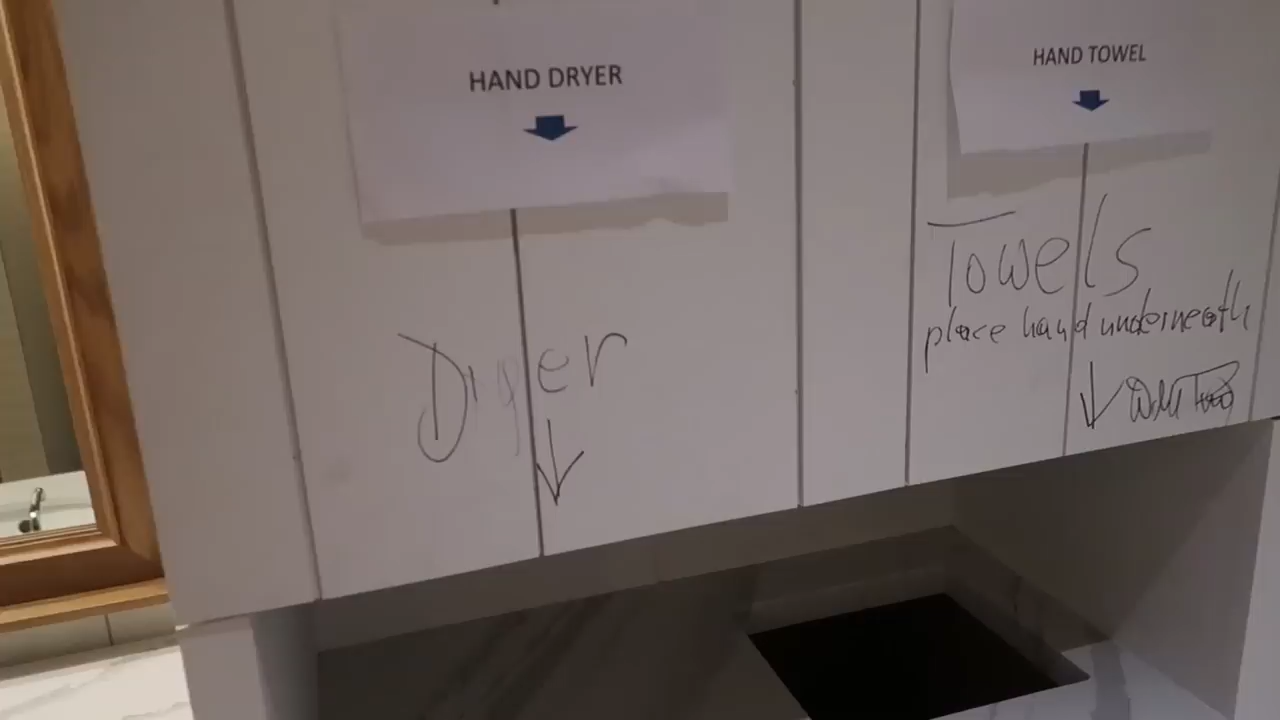 HAND DRYER
HAND TOWEL
Dryer
Towels
place hand underneath